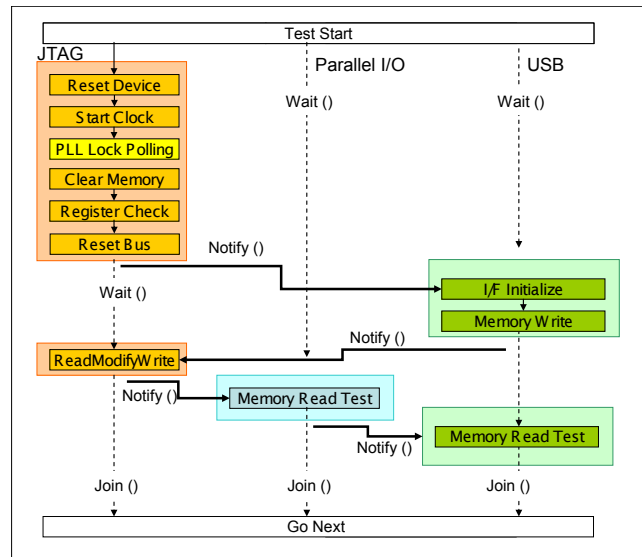 Test Start
JTAG
Parallel I/O
USB
Reset Device
Wait ()
Wait ()
Start Clock
PLL Lock Polling
Clear Memory
Register Check
Reset Bus
Notify ()
Wait ()
I/F Initialize
Memory Write
Notify ()
ReadModifyWrite
Notify ()
Memory Read Test
Memory Read Test
Notify ()
Join ()
Join ()
Join ()
Go Next